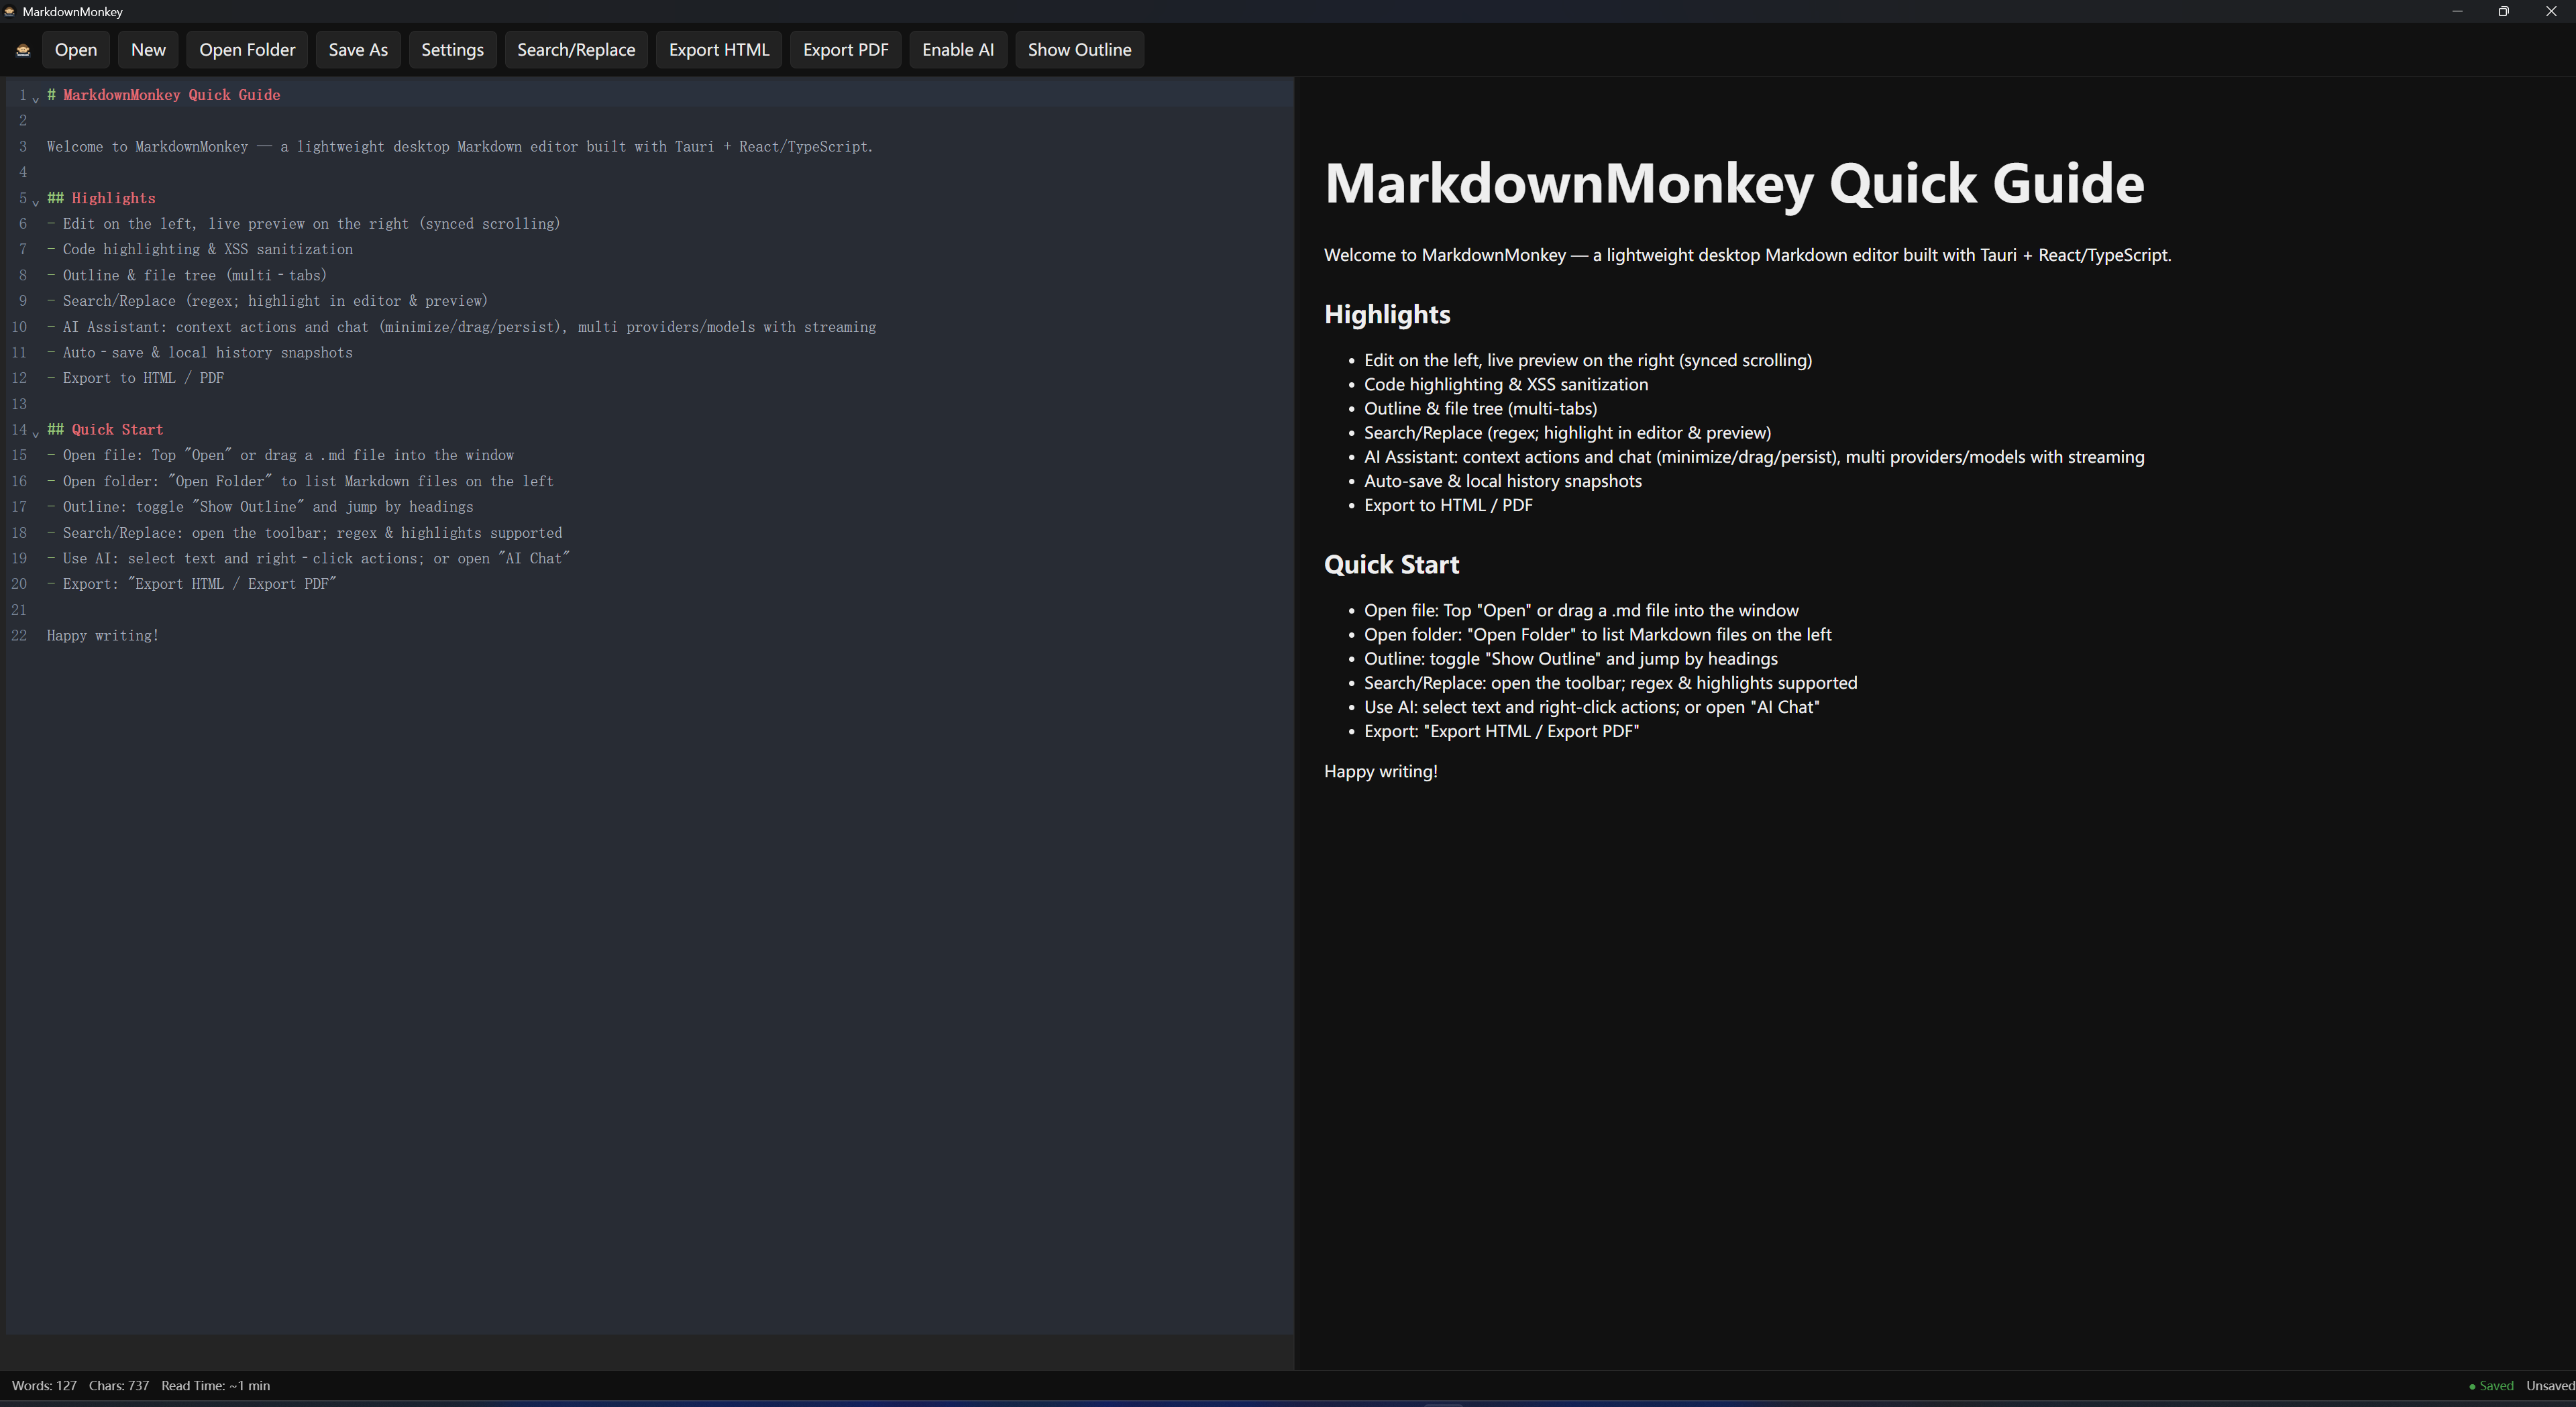 MarkdownMonkey
Open New Open Folder Save As Settings Search/Replace Export HTML Export PDF Enable AI Show Outline
1 # MarkdownMonkey Quick Guide
2
3 Welcome to MarkdownMonkey — a lightweight desktop Markdown editor built with Tauri + React/TypeScript.
4
5 ## Highlights
6 - Edit on the left, live preview on the right (synced scrolling)
7 - Code highlighting & XSS sanitization
8 - Outline & file tree (multi‑tabs)
9 - Search/Replace (regex; highlight in editor & preview)
10 - AI Assistant: context actions and chat (minimize/drag/persist), multi providers/models with streaming
11 - Auto‑save & local history snapshots
12 - Export to HTML / PDF
13
14 ## Quick Start
15 - Open file: Top "Open" or drag a .md file into the window
16 - Open folder: "Open Folder" to list Markdown files on the left
17 - Outline: toggle "Show Outline" and jump by headings
18 - Search/Replace: open the toolbar; regex & highlights supported
19 - Use AI: select text and right‑click actions; or open "AI Chat"
20 - Export: "Export HTML / Export PDF"
21
22 Happy writing!
MarkdownMonkey Quick Guide
Welcome to MarkdownMonkey — a lightweight desktop Markdown editor built with Tauri + React/TypeScript.
Highlights
• Edit on the left, live preview on the right (synced scrolling)
• Code highlighting & XSS sanitization
• Outline & file tree (multi‑tabs)
• Search/Replace (regex; highlight in editor & preview)
• AI Assistant: context actions and chat (minimize/drag/persist), multi providers/models with streaming
• Auto‑save & local history snapshots
• Export to HTML / PDF
Quick Start
• Open file: Top "Open" or drag a .md file into the window
• Open folder: "Open Folder" to list Markdown files on the left
• Outline: toggle "Show Outline" and jump by headings
• Search/Replace: open the toolbar; regex & highlights supported
• Use AI: select text and right‑click actions; or open "AI Chat"
• Export: "Export HTML / Export PDF"
Happy writing!
Words: 127 Chars: 737 Read Time: ~1 min
● Saved Unsaved